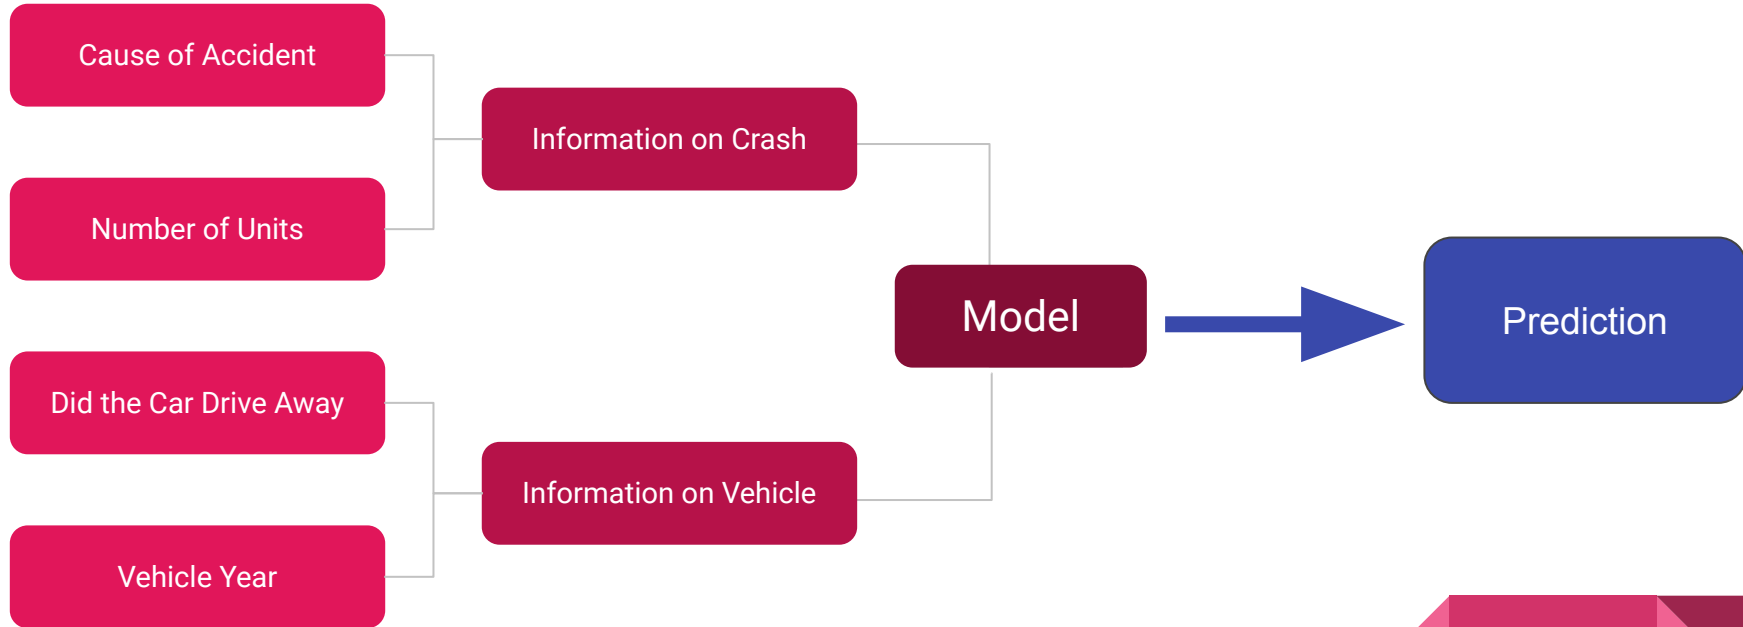 Cause of Accident
Number of Units
Information on Crash
Did the Car Drive Away
Vehicle Year
Information on Vehicle
Model
Prediction